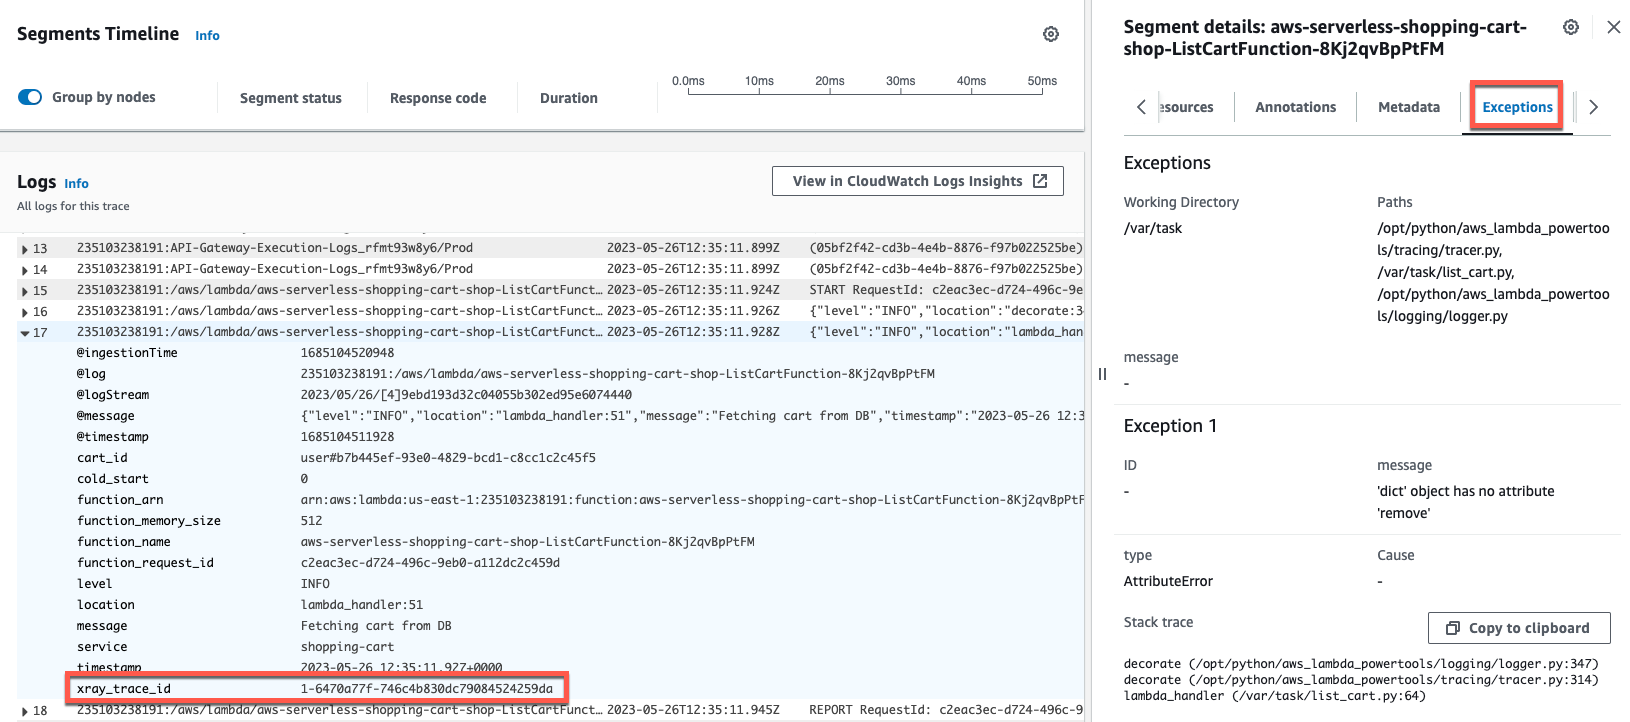 Segments Timeline Info
Group by nodes
Segment status
Response code
Duration
0.0ms 10ms 20ms 30ms 40ms 50ms
Logs Info
All logs for this trace
View in CloudWatch Logs Insights
13 235103238191:API-Gateway-Execution-Logs_rfmt93w8y6/Prod 2023-05-26T12:35:11.899Z (05bf2f42-cd3b-4e4b-8876-f97b022525be)
14 235103238191:API-Gateway-Execution-Logs_rfmt93w8y6/Prod 2023-05-26T12:35:11.899Z (05bf2f42-cd3b-4e4b-8876-f97b022525be)
15 235103238191:/aws/lambda/aws-serverless-shopping-cart-shop-ListCartFunct... 2023-05-26T12:35:11.924Z START RequestId: c2eac3ec-d724-496c-9e
16 235103238191:/aws/lambda/aws-serverless-shopping-cart-shop-ListCartFunct... 2023-05-26T12:35:11.926Z {"level":"INFO","location":"decorate:3
17 235103238191:/aws/lambda/aws-serverless-shopping-cart-shop-ListCartFunct... 2023-05-26T12:35:11.928Z {"level":"INFO","location":"lambda_han
@ingestionTime 1685104520948
@log 235103238191:/aws/lambda/aws-serverless-shopping-cart-shop-ListCartFunction-8Kj2qvBpPtFM
@logStream 2023/05/26/[4]9ebd193d32c04055b302ed95e6074440
@message {"level":"INFO","location":"lambda_handler:51","message":"Fetching cart from DB","timestamp":"2023-05-26 12:3
@timestamp 1685104511928
cart_id user#b7b445ef-93e0-4829-bcd1-c8cc1c2c45f5
cold_start 0
function_arn arn:aws:lambda:us-east-1:235103238191:function:aws-serverless-shopping-cart-shop-ListCartFunction-8Kj2qvBpPtF
function_memory_size 512
function_name aws-serverless-shopping-cart-shop-ListCartFunction-8Kj2qvBpPtFM
function_request_id c2eac3ec-d724-496c-9eb0-a112dc2c459d
level INFO
location lambda_handler:51
message Fetching cart from DB
service shopping-cart
timestamp 2023-05-26 12:35:11,927+0000
xray_trace_id 1-6470a77f-746c4b830dc79084524259da
18 235103238191:/aws/lambda/aws-serverless-shopping-cart-shop-ListCartFunct... 2023-05-26T12:35:11.945Z REPORT RequestId: c2eac3ec-d724-496c-9
Segment details: aws-serverless-shopping-cart-
shop-ListCartFunction-8Kj2qvBpPtFM
esources
Annotations
Metadata
Exceptions
Exceptions
Working Directory
/var/task
Paths
/opt/python/aws_lambda_powertoo
ls/tracing/tracer.py,
/var/task/list_cart.py,
/opt/python/aws_lambda_powertoo
ls/logging/logger.py
message
-
Exception 1
ID
-
message
'dict' object has no attribute
'remove'
type
AttributeError
Cause
-
Stack trace
Copy to clipboard
decorate (/opt/python/aws_lambda_powertools/logging/logger.py:347)
decorate (/opt/python/aws_lambda_powertools/tracing/tracer.py:314)
lambda_handler (/var/task/list_cart.py:64)